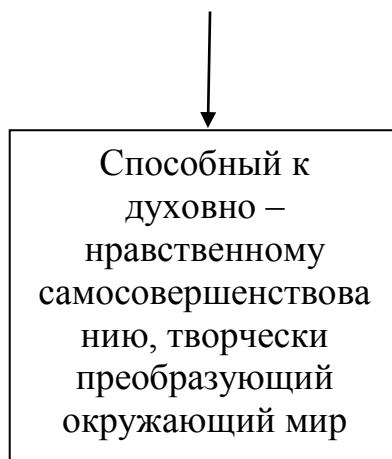 Способный к
духовно –
нравственному
самосовершенствова
нию, творчески
преобразующий
окружающий мир